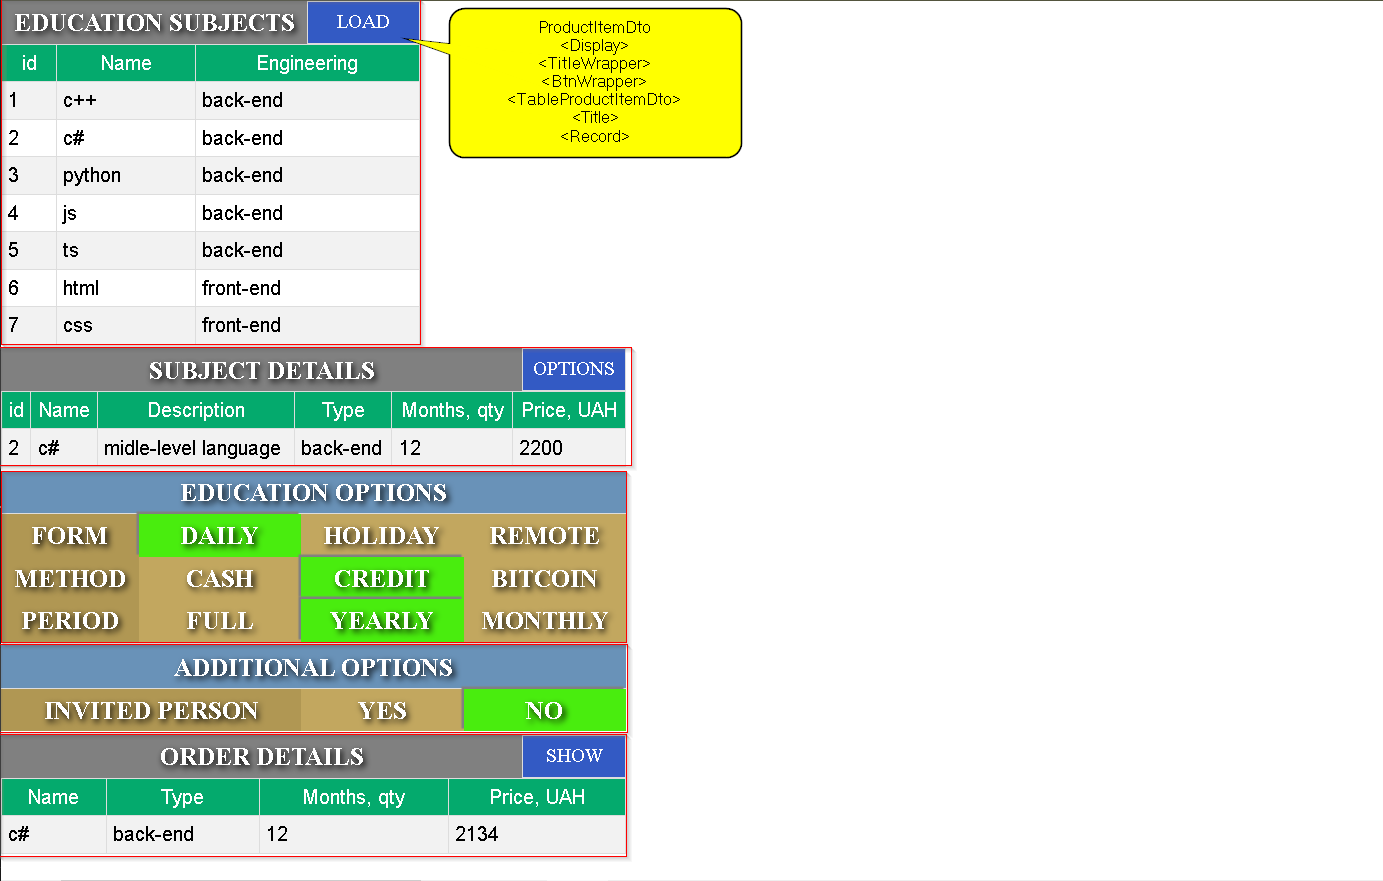 EDUCATION SUBJECTS LOAD
id Name Engineering
1 c++ back-end
2 c# back-end
3 python back-end
4 js back-end
5 ts back-end
6 html front-end
7 css front-end
ProductItemDto
<Display>
<TitleWrapper>
<BtnWrapper>
<TableProductItemDto>
<Title>
<Record>
SUBJECT DETAILS OPTIONS
id Name Description Type Months, qty Price, UAH
2 c# midle-level language back-end 12 2200
EDUCATION OPTIONS
FORM DAILY HOLIDAY REMOTE
METHOD CASH CREDIT BITCOIN
PERIOD FULL YEARLY MONTHLY
ADDITIONAL OPTIONS
INVITED PERSON YES NO
ORDER DETAILS SHOW
Name Type Months, qty Price, UAH
c# back-end 12 2134